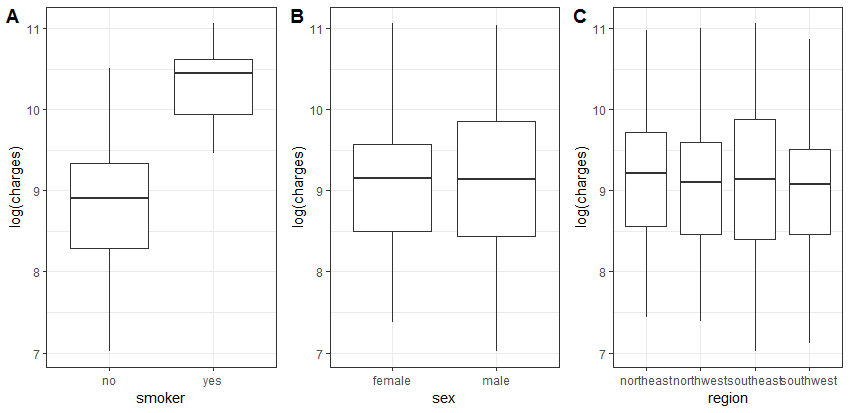 A
log(charges)
11
10
9
8
7
no yes
smoker
B
log(charges)
11
10
9
8
7
female male
sex
C
log(charges)
11
10
9
8
7
northeast northwest southeast southwest
region